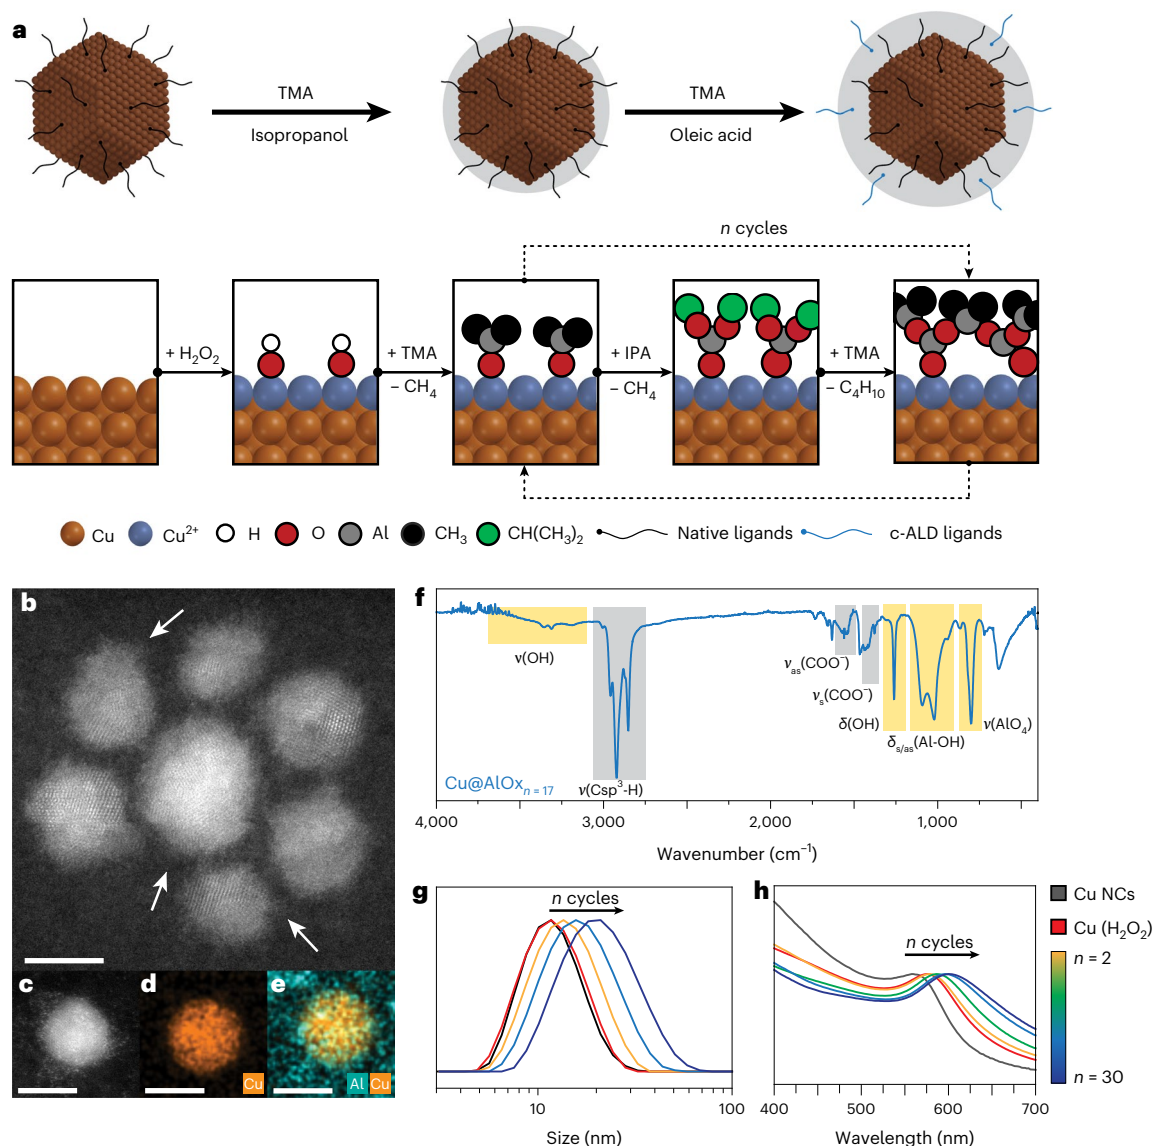 a
TMA
Isopropanol
TMA
Oleic acid
n cycles
+ H₂O₂
+ TMA
− CH₄
+ IPA
− CH₄
+ TMA
− C₄H₁₀
Cu
Cu²⁺
H
O
Al
CH₃
CH(CH₃)₂
Native ligands
c-ALD ligands
b
c
d
Cu
e
Al
Cu
f
ν(OH)
ν(Csp³-H)
νas(COO⁻)
νs(COO⁻)
δ(OH)
δs/as(Al-OH)
ν(AlO₄)
Cu@AlOxn = 17
4,000
3,000
2,000
1,000
Wavenumber (cm⁻¹)
g
n cycles
10
100
Size (nm)
h
n cycles
400
500
600
700
Wavelength (nm)
Cu NCs
Cu (H₂O₂)
n = 2
n = 30